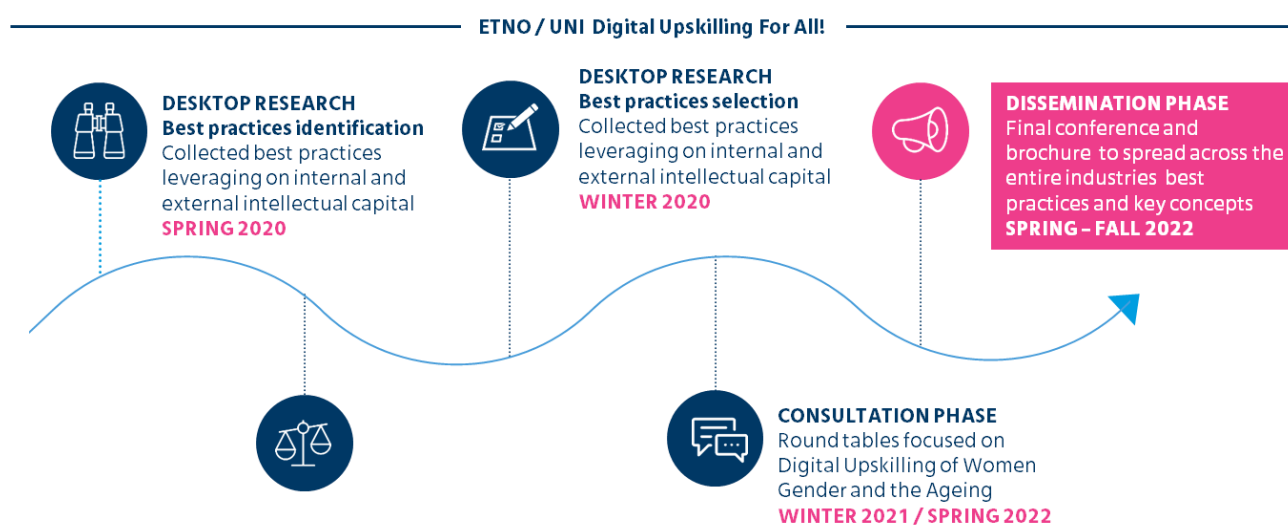 ETNO / UNI Digital Upskilling For All!
DESKTOP RESEARCH
Best practices identification
Collected best practices
leveraging on internal and
external intellectual capital
SPRING 2020
DESKTOP RESEARCH
Best practices selection
Collected best practices
leveraging on internal and
external intellectual capital
WINTER 2020
DISSEMINATION PHASE
Final conference and
brochure to spread across the
entire industries best
practices and key concepts
SPRING – FALL 2022
CONSULTATION PHASE
Round tables focused on
Digital Upskilling of Women
Gender and the Ageing
WINTER 2021 / SPRING 2022